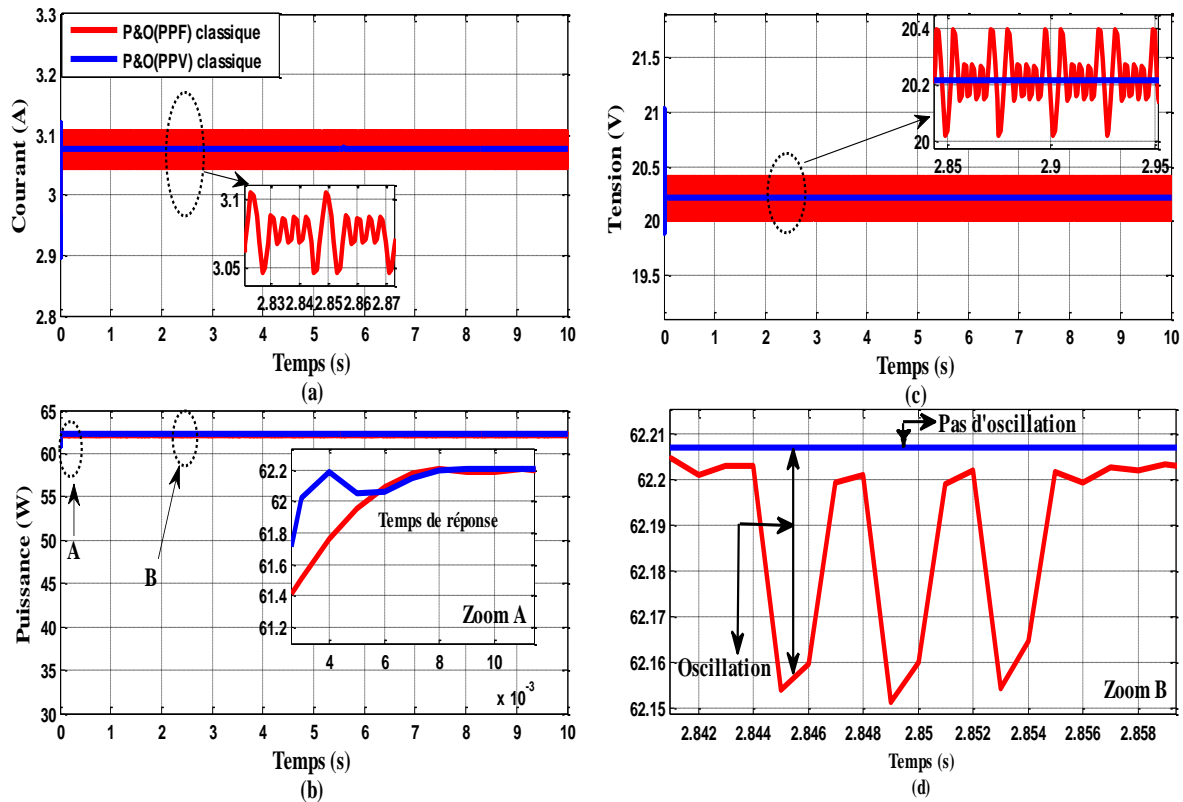 P&O(PPF) classique
P&O(PPV) classique
Courant (A)
3.3
3.2
3.1
3
2.9
2.8
3.1
3.05
2.83 2.84 2.85 2.86 2.87
0 1 2 3 4 5 6 7 8 9 10
Temps (s)
(a)
Tension (V)
21.5
21
20.5
20
19.5
20.4
20.2
20
2.85 2.9 2.95
0 1 2 3 4 5 6 7 8 9 10
Temps (s)
(c)
Puissance (W)
65
60
55
50
45
40
35
30
A
B
62.2
62
61.8
61.6
61.4
61.2
Temps de réponse
Zoom A
4 6 8 10
x 10-3
0 1 2 3 4 5 6 7 8 9 10
Temps (s)
(b)
62.21
62.2
62.19
62.18
62.17
62.16
62.15
Pas d'oscillation
Oscillation
Zoom B
2.842 2.844 2.846 2.848 2.85 2.852 2.854 2.856 2.858
Temps (s)
(d)